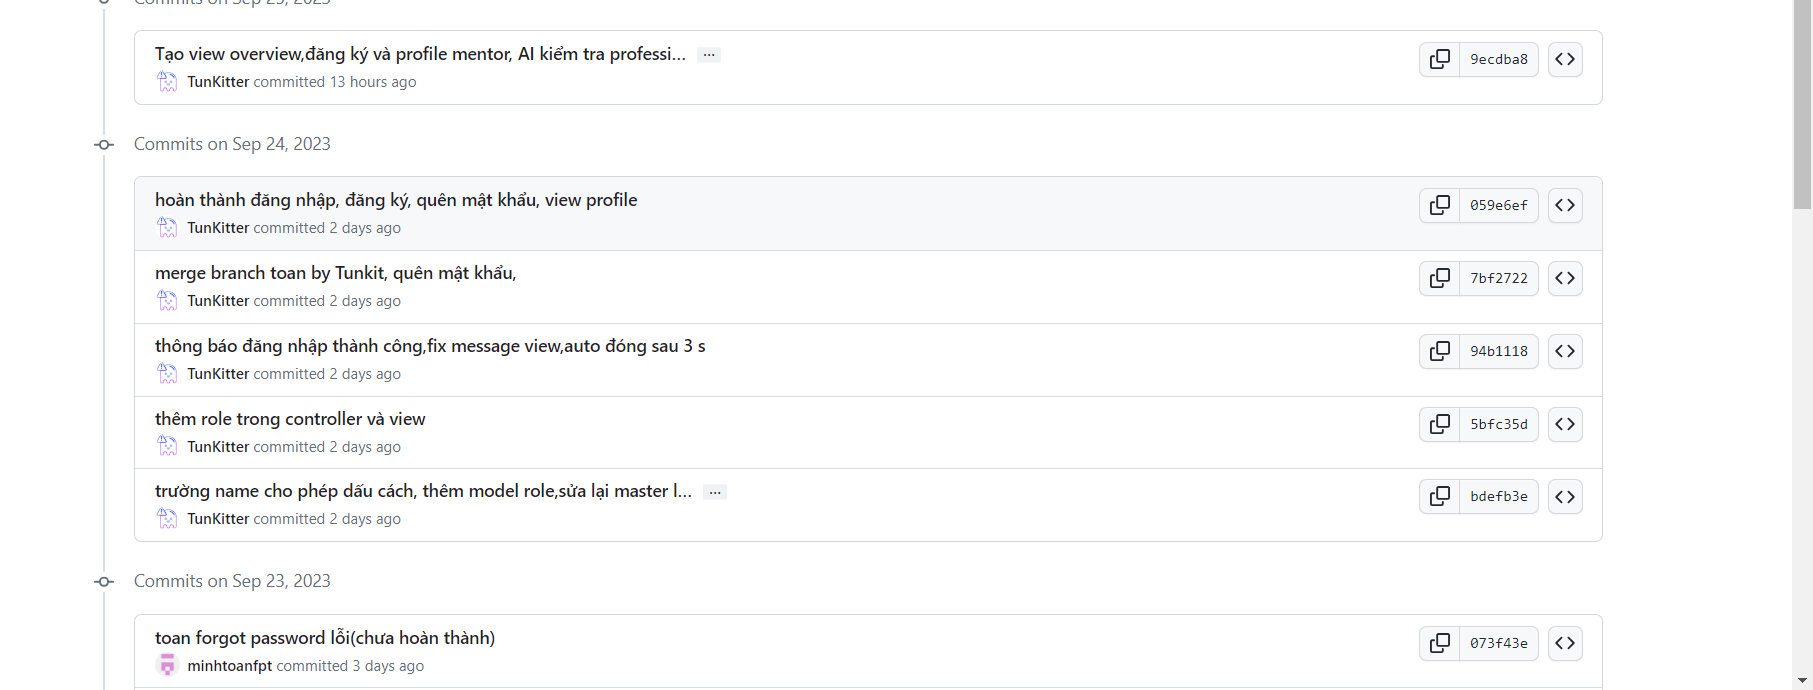 Commits on Sep 25, 2023
Tạo view overview,đăng ký và profile mentor, AI kiểm tra professi... ...
9ecdba8
TunKitter committed 13 hours ago
Commits on Sep 24, 2023
hoàn thành đăng nhập, đăng ký, quên mật khẩu, view profile
059e6ef
TunKitter committed 2 days ago
merge branch toan by Tunkit, quên mật khẩu,
7bf2722
TunKitter committed 2 days ago
thông báo đăng nhập thành công,fix message view,auto đóng sau 3 s
94b1118
TunKitter committed 2 days ago
thêm role trong controller và view
5bfc35d
TunKitter committed 2 days ago
trường name cho phép dấu cách, thêm model role,sửa lại master l... ...
bdefb3e
TunKitter committed 2 days ago
Commits on Sep 23, 2023
toan forgot password lỗi(chưa hoàn thành)
073f43e
minhtoanfpt committed 3 days ago